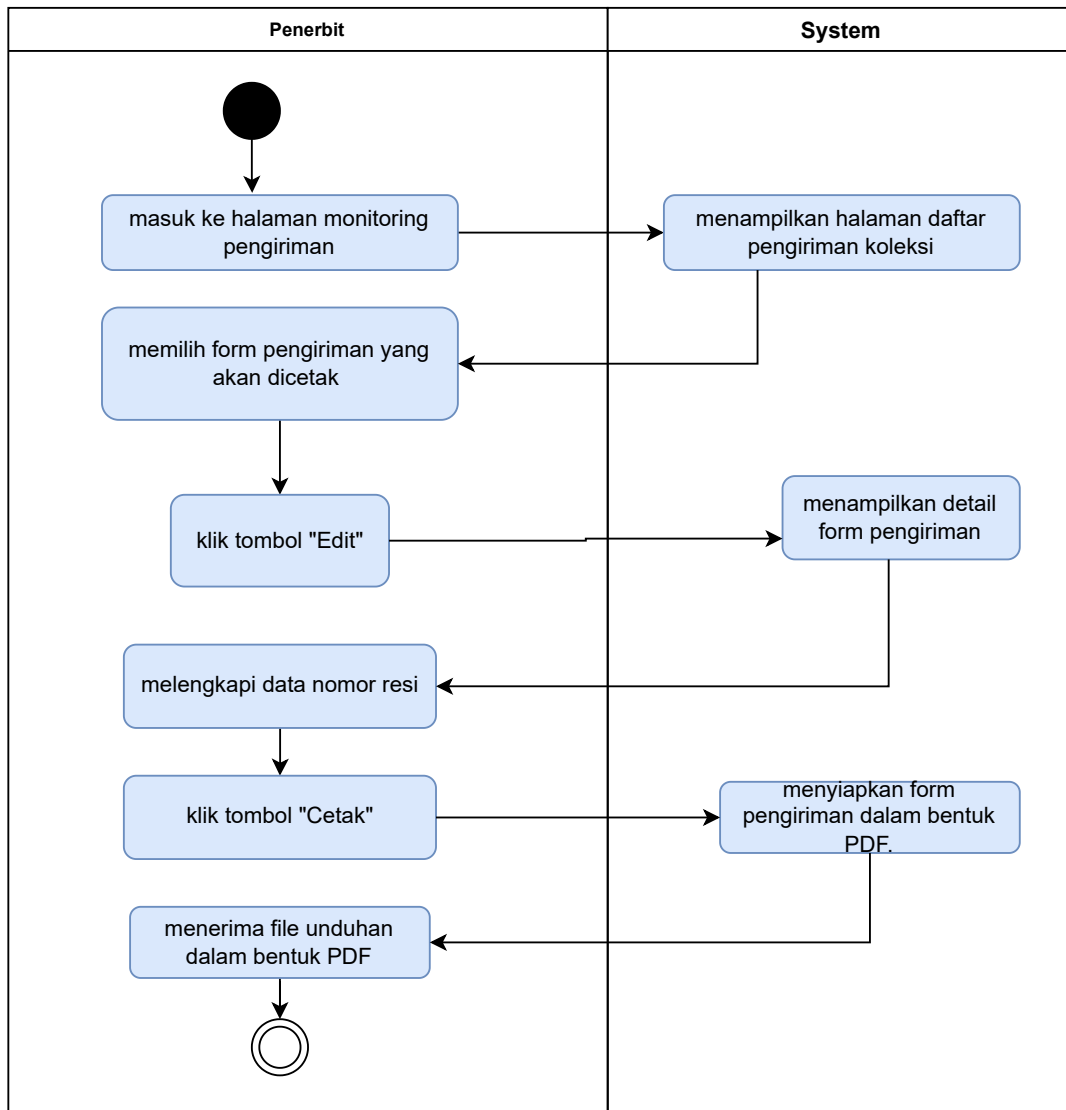 Penerbit
System
masuk ke halaman monitoring
pengiriman
menampilkan halaman daftar
pengiriman koleksi
memilih form pengiriman yang
akan dicetak
klik tombol "Edit"
menampilkan detail
form pengiriman
melengkapi data nomor resi
klik tombol "Cetak"
menyiapkan form
pengiriman dalam bentuk
PDF.
menerima file unduhan
dalam bentuk PDF